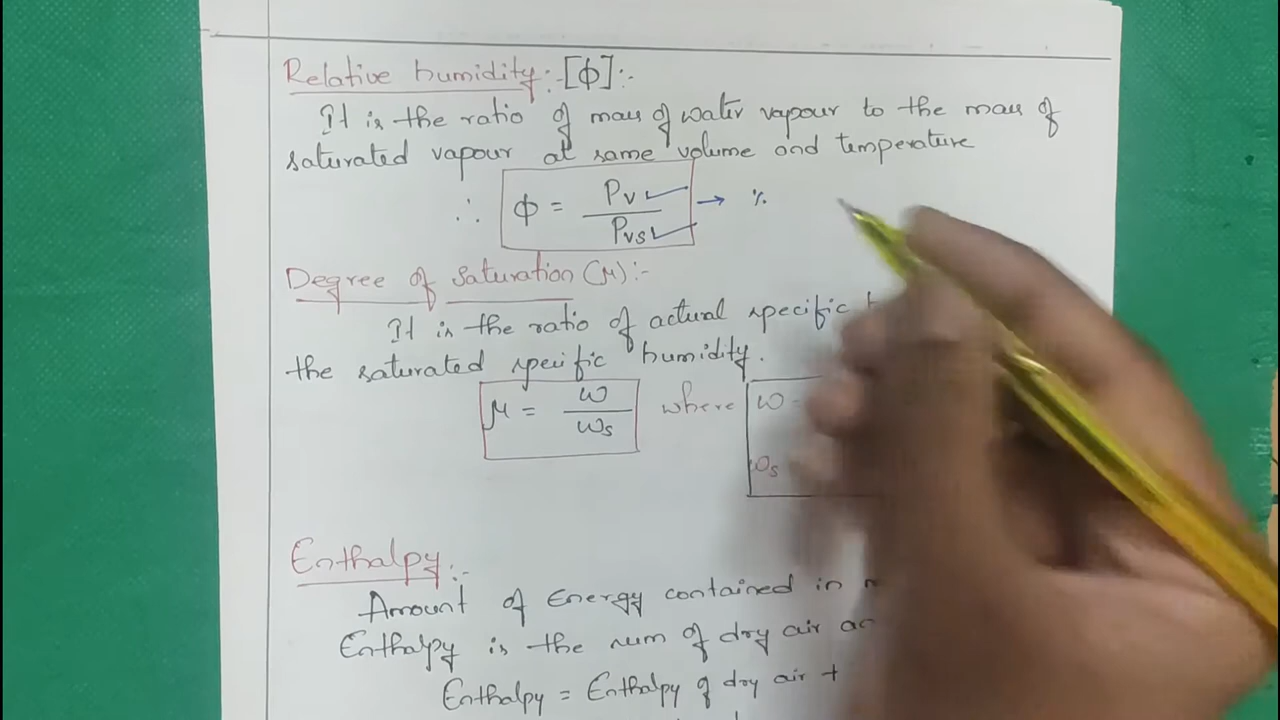 Relative humidity:-[ϕ]:-
It is the ratio of mass of water vapour to the mass of
saturated vapour at same volume and temperature
∴ ϕ = Pv / Pvs → %
Degree of saturation (μ):-
It is the ratio of actual specific
the saturated specific humidity.
μ = ω / ωs where ω -
ωs
Enthalpy:-
Amount of Energy contained in
Enthalpy is the sum of dry air
Enthalpy = Enthalpy of dry air +